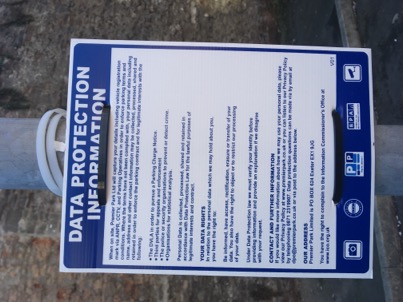 DATA PROTECTION
INFORMATION
When on site, Premier Park Ltd will capture your details including vehicle registration
mark via ANPR, CCTV, and Parking Operatives in order to enforce parking terms and
conditions. Where the terms have not been complied with, your personal data including
name, address and other contact information may be collected, processed, shared and
retained in order to enforce the parking contract and for legitimate interests with the
following:
•The DVLA in order to pursue a Parking Charge Notice.
•Third parties for appeals and enforcement
•The police or security organisations to prevent or detect crime.
•Organisations for statistical analysis.
Personal Data is collected, processed, shared and retained in
accordance with Data Protection Law for the lawful purposes of
legitimate interests and contract.
YOUR DATA RIGHTS
In relation to the personal data which we may hold about you,
you have the right to:
Be informed, have access, rectification, erasure or transfer of your
data. You also have the right to object or to restrict our processing
of your data.
Under Date Protection law we must verify your identity before
providing information and provide an explanation if we disagree
with your request.
CONTACT AND FURTHER INFORMATION
If you would like more information about how we may use your personal data, please
view our Privacy Policy at www.premierpark.co.uk or you can listen to our Privacy Policy
by telephoning 0871 2319907. Data protection questions can be made via by email at
dpo@premierpark.co.uk or via post to the address below.
OUR ADDRESS
Premier Park Limited is PO BOX 624 Exeter EX1 9JG
You have the right to complain to the Information Commissioner's Office at
www.ico.org.uk
V01
P P
BPA